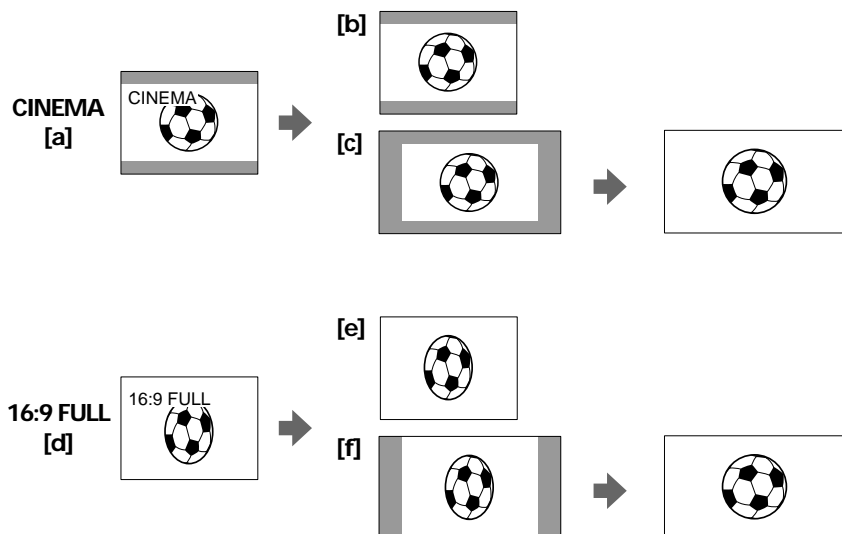 [b]
CINEMA
CINEMA
[a]
[c]
[e]
16:9 FULL
16:9 FULL
[d]
[f]